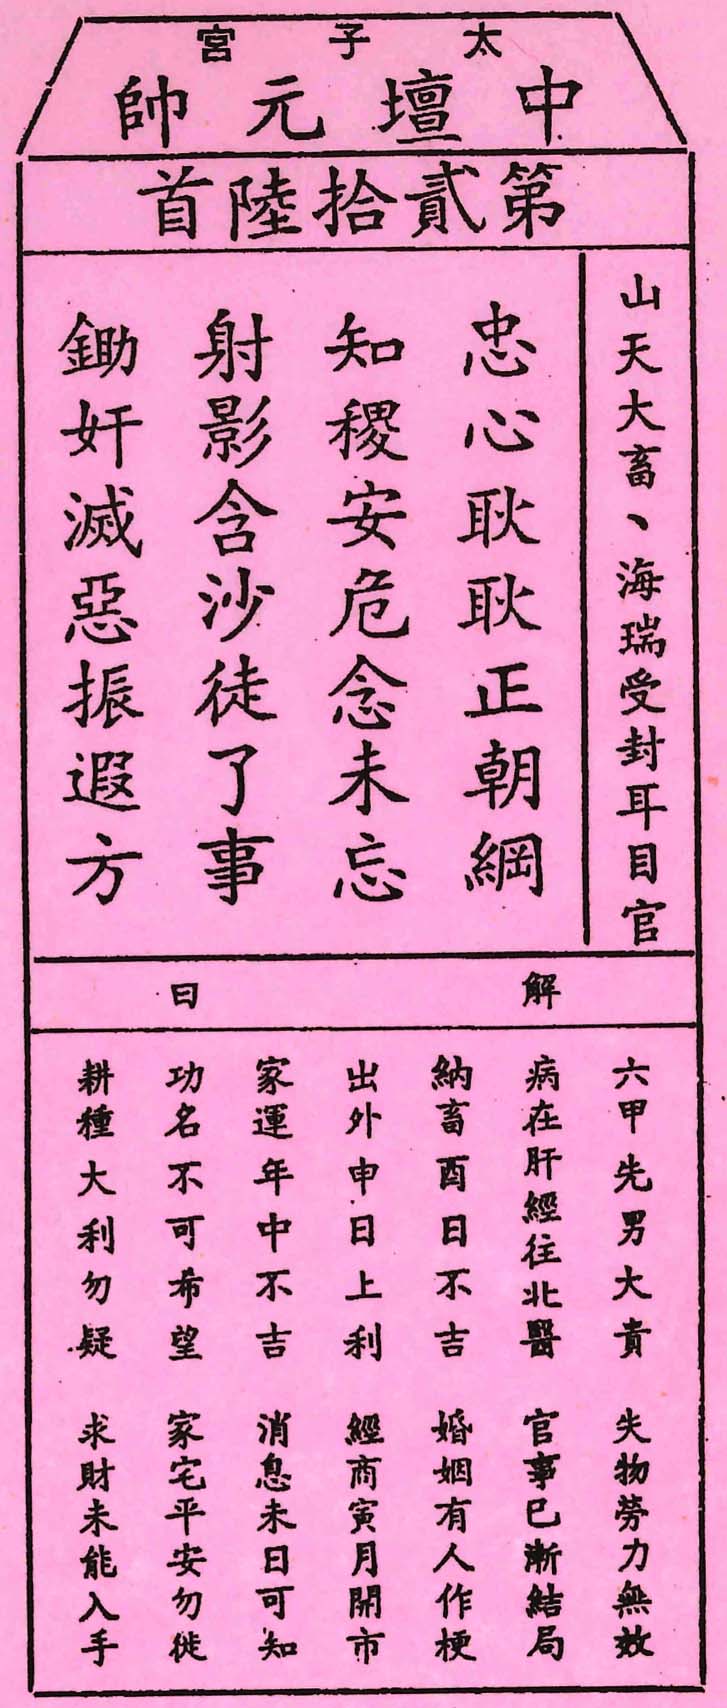 太子宮
中壇元帥
第貳拾陸首
山天大畜、海瑞受封耳目官
忠心耿耿正朝綱
知稷安危念未忘
射影含沙徒了事
鋤奸滅惡振遐方
解曰
六甲先男大貴
失物勞力無效
病在肝經往北醫
官事已漸結局
納畜酉日不吉
婚姻有人作梗
出外申日上利
經商寅月開市
家運年中不吉
消息未日可知
功名不可希望
家宅平安勿徙
耕種大利勿疑
求財未能入手